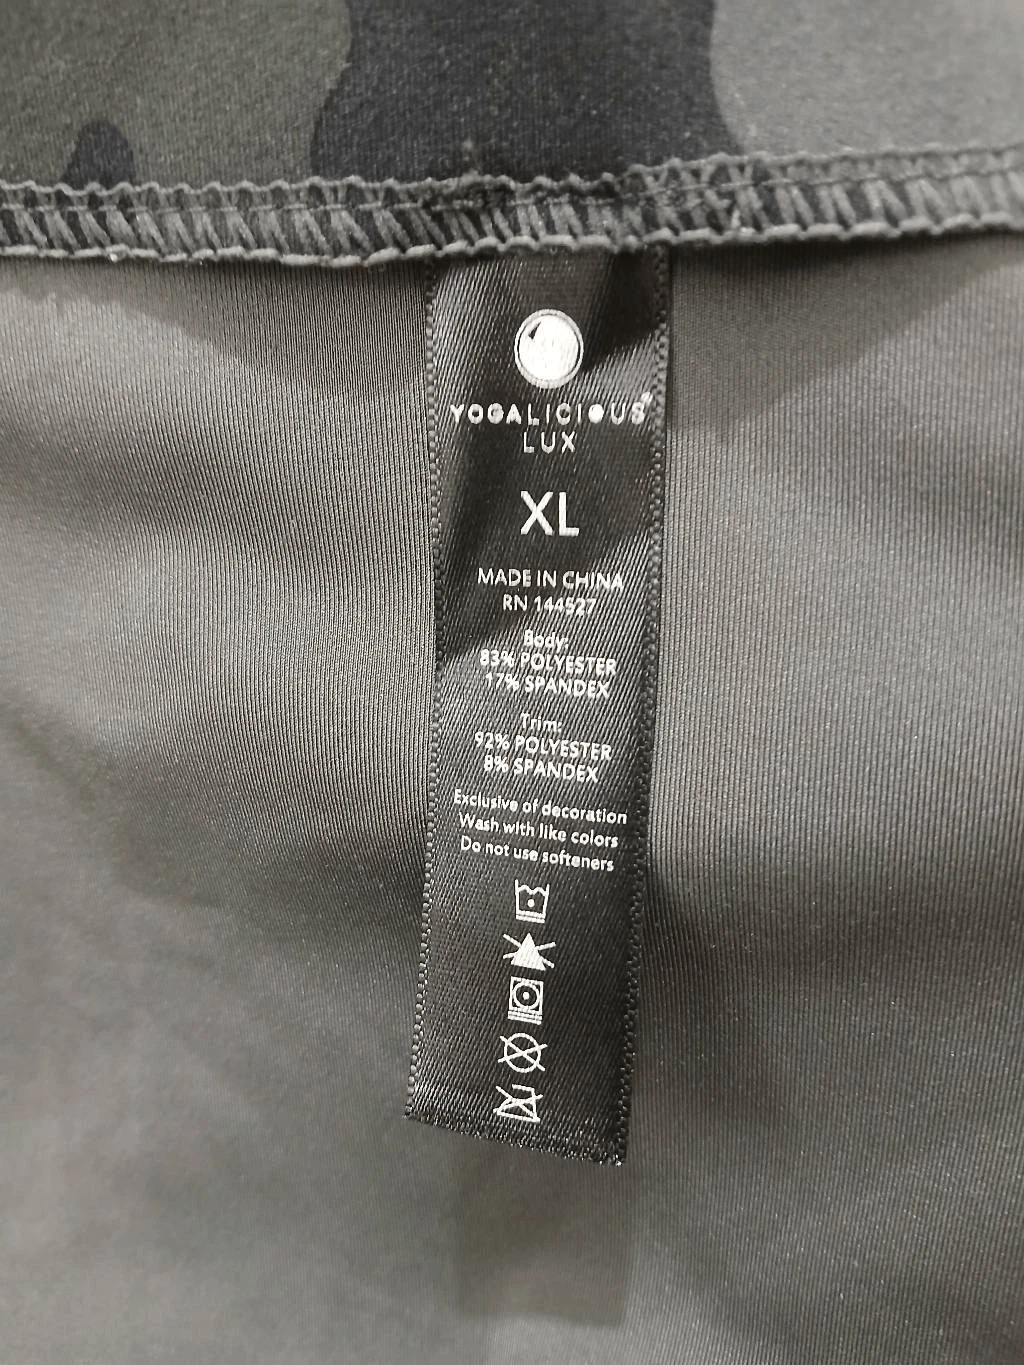 YOGALICIOUS®
LUX
XL
MADE IN CHINA
RN 144527
Body:
83% POLYESTER
17% SPANDEX
Trim:
92% POLYESTER
8% SPANDEX
Exclusive of decoration
Wash with like colors
Do not use softeners